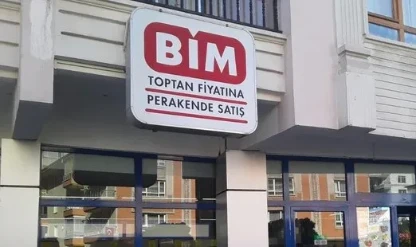 BİM
TOPTAN FİYATINA
PERAKENDE SATIŞ